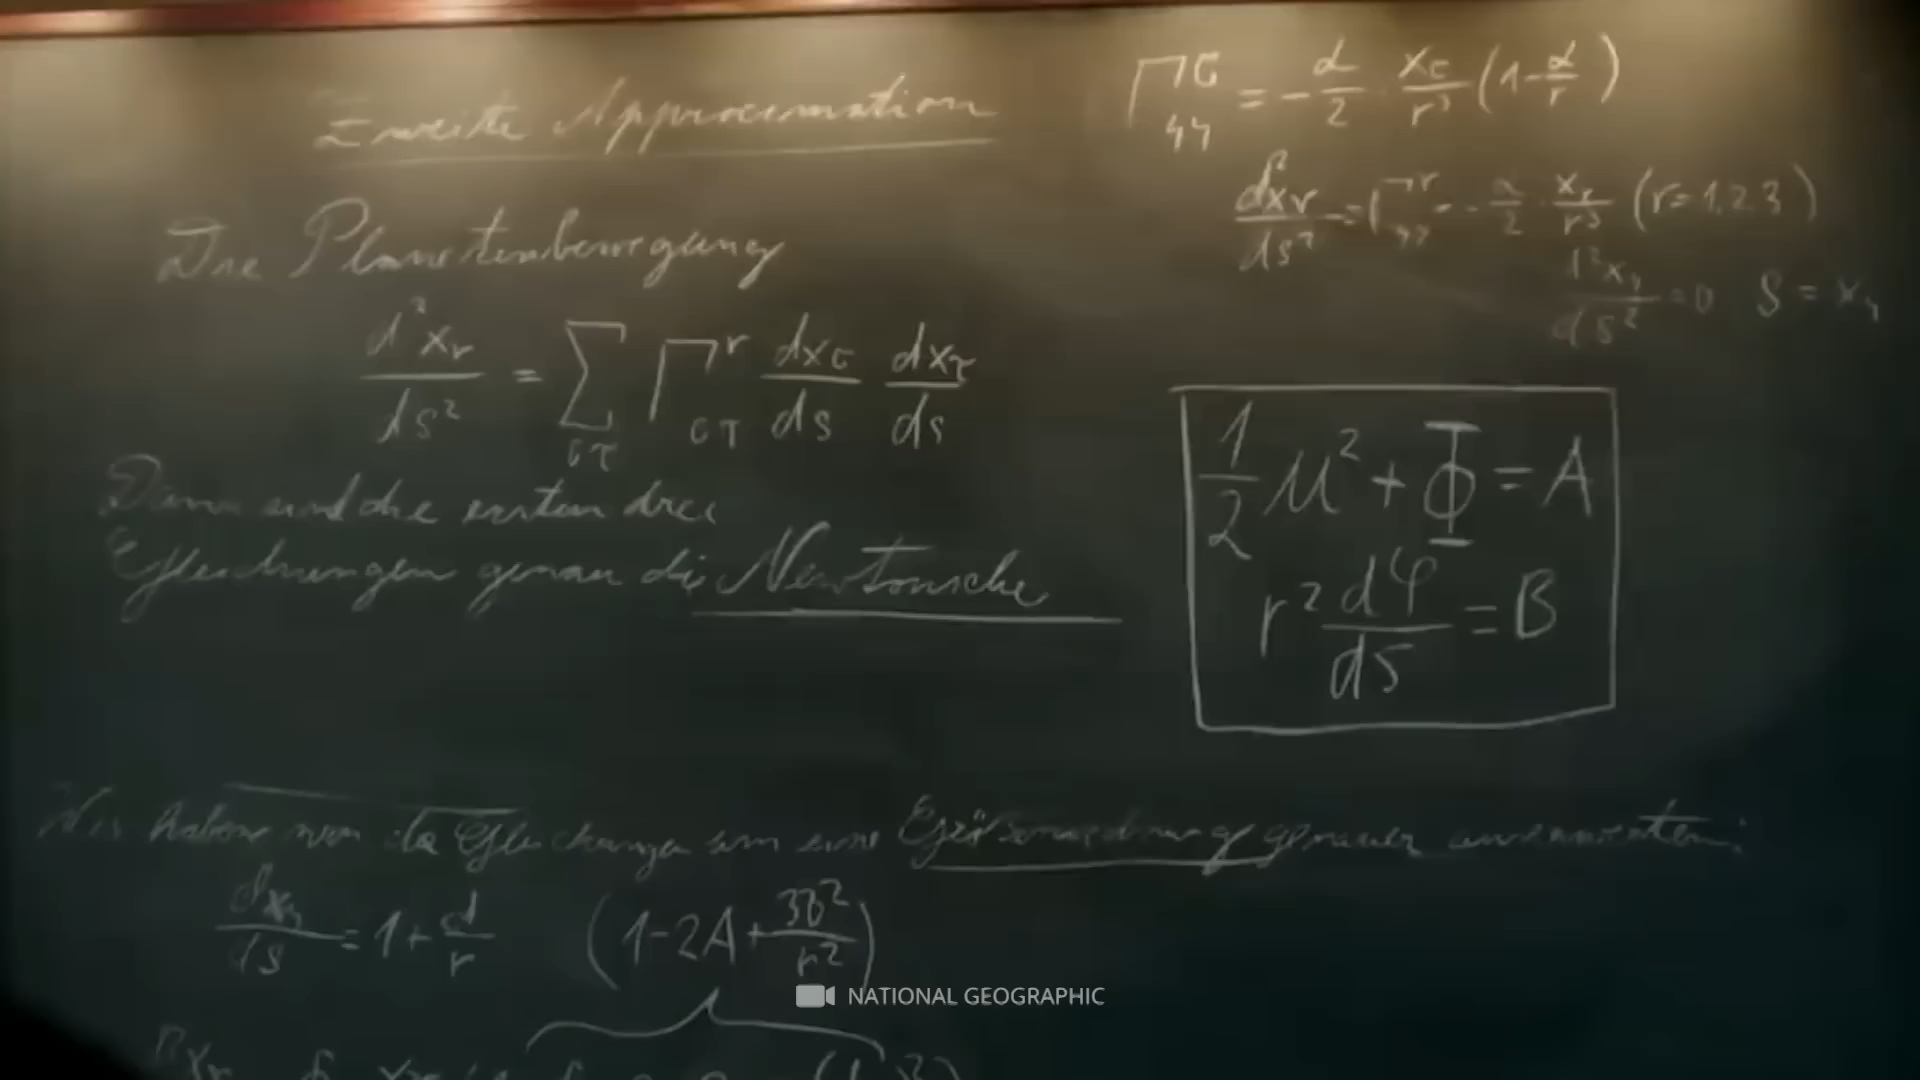 Zweite Approximation
Γ^σ_44 = -α/2 · x_σ/r³ (1-α/r)
d²x_ν/ds² = Γ^ν_44 = -α/2 · x_ν/r³ (ν=1,2,3)
d²x_4/ds² = 0 S = x_4
Die Planetenbewegung
d²x_ν/ds² = Σ_στ Γ^ν_στ dx_σ/ds dx_τ/ds
1/2 u² + Φ = A
r² dφ/ds = B
Dann sind die ersten drei
Gleichungen genau die Newtonsche
Wir haben nun die Gleichungen um eine Größenordnung genauer
dx_4/ds = 1+α/r (1-2A+3B²/r²)
NATIONAL GEOGRAPHIC